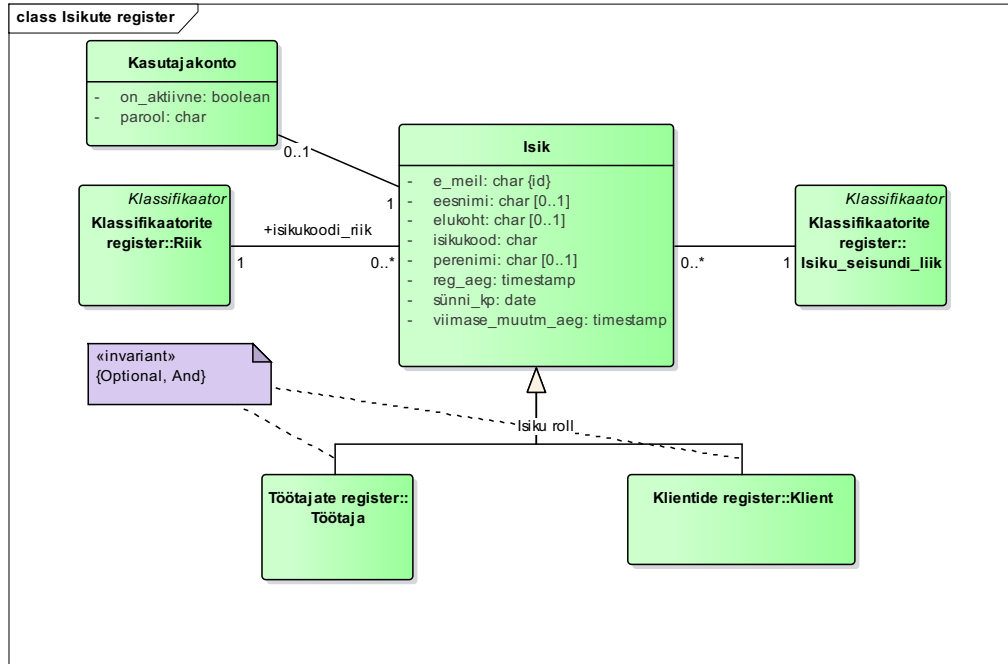 class Isikute register
Kasutajakonto
- on_aktiivne: boolean
- parool: char
0..1
1
Isik
- e_meil: char {id}
- eesnimi: char [0..1]
- elukoht: char [0..1]
- isikukood: char
- perenimi: char [0..1]
- reg_aeg: timestamp
- sünni_kp: date
- viimase_muutm_aeg: timestamp
Klassifikaator
Klassifikaatorite
register::Riik
+isikukoodi_riik
1
0..*
0..*
1
Klassifikaator
Klassifikaatorite
register::
Isiku_seisundi_liik
«invariant»
{Optional, And}
Isiku roll
Töötajate register::
Töötaja
Klientide register::Klient